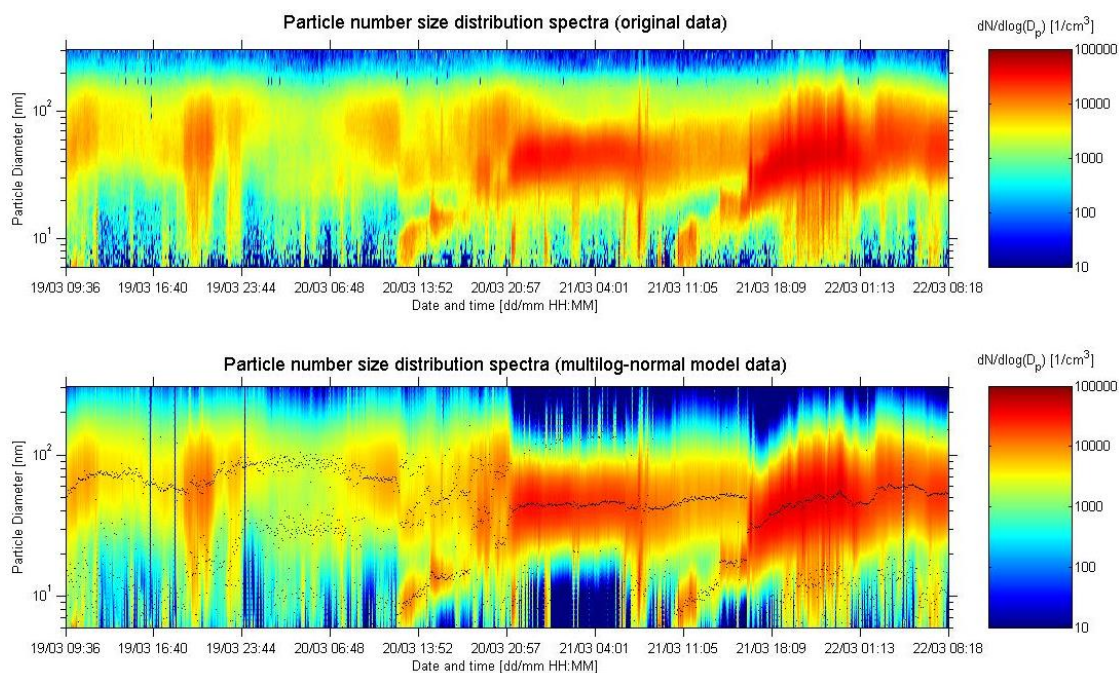 Particle number size distribution spectra (original data)
dN/dlog(Dp) [1/cm3]
Particle Diameter [nm]
10²
10¹
19/03 09:36 19/03 16:40 19/03 23:44 20/03 06:48 20/03 13:52 20/03 20:57 21/03 04:01 21/03 11:05 21/03 18:09 22/03 01:13 22/03 08:18
Date and time [dd/mm HH:MM]
100000
10000
1000
100
10
Particle number size distribution spectra (multilog-normal model data)
dN/dlog(Dp) [1/cm3]
Particle Diameter [nm]
10²
10¹
19/03 09:36 19/03 16:40 19/03 23:44 20/03 06:48 20/03 13:52 20/03 20:57 21/03 04:01 21/03 11:05 21/03 18:09 22/03 01:13 22/03 08:18
Date and time [dd/mm HH:MM]
100000
10000
1000
100
10